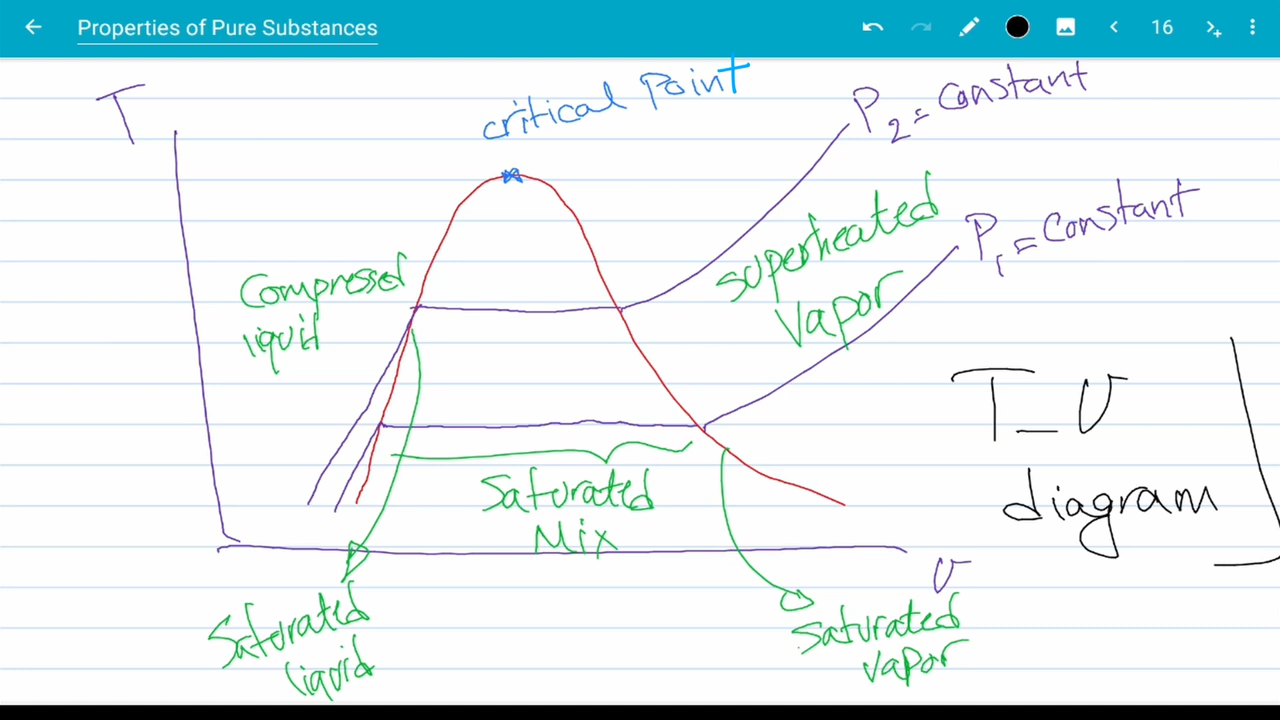 Properties of Pure Substances
16
T
critical Point
P2 = Constant
P1 = Constant
superheated
vapor
Compressed
liquid
T-υ
diagram
Saturated
Mix
υ
Saturated
liquid
Saturated
vapor